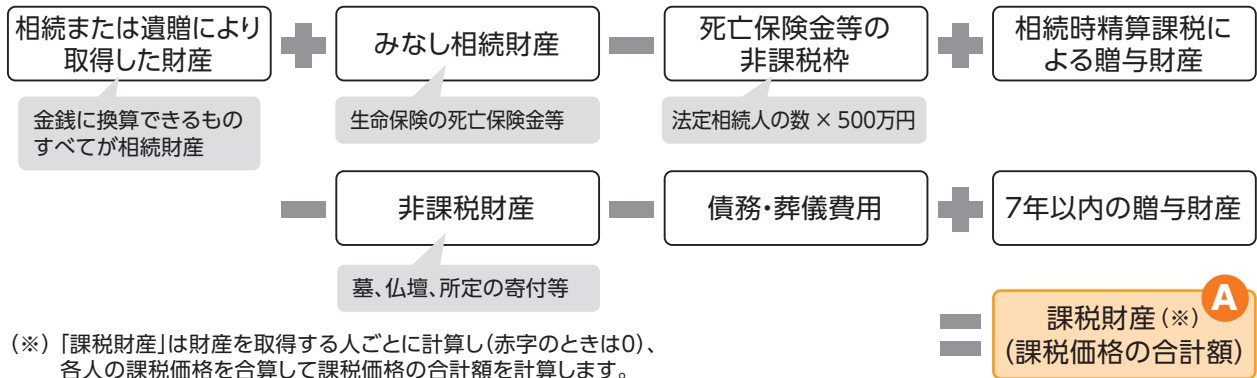 相続または遺贈により
取得した財産
みなし相続財産
死亡保険金等の
非課税枠
相続時精算課税に
よる贈与財産
金銭に換算できるもの
すべてが相続財産
生命保険の死亡保険金等
法定相続人の数 × 500万円
非課税財産
債務・葬儀費用
7年以内の贈与財産
墓、仏壇、所定の寄付等
A
課税財産(※)
(課税価格の合計額)
(※)「課税財産」は財産を取得する人ごとに計算し(赤字のときは0)、
各人の課税価格を合算して課税価格の合計額を計算します。